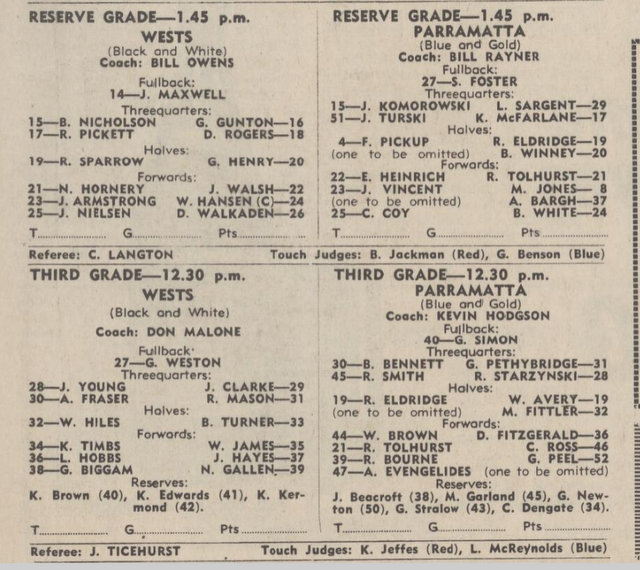 RESERVE GRADE—1.45 p.m.
WESTS
(Black and White)
Coach: BILL OWENS
Fullback:
14—J. MAXWELL
Threequarters:
15—B. NICHOLSON G. GUNTON—16
17—R. PICKETT D. ROGERS—18
Halves:
19—R. SPARROW G. HENRY—20
Forwards:
21—N. HORNERY J. WALSH—22
23—J. ARMSTRONG W. HANSEN (C)—24
25—J. NIELSEN D. WALKADEN—26
T............... G............... Pts...............
RESERVE GRADE—1.45 p.m.
PARRAMATTA
(Blue and Gold)
Coach: BILL RAYNER
Fullback:
27—S. FOSTER
Threequarters:
15—J. KOMOROWSKI L. SARGENT—29
51—J. TURSKI K. McFARLANE—17
Halves:
4—F. PICKUP R. ELDRIDGE—19
(one to be omitted) B. WINNEY—20
Forwards:
22—E. HEINRICH R. TOLHURST—21
23—J. VINCENT M. JONES— 8
(one to be omitted) A. BARGH—37
25—C. COY B. WHITE—24
T............... G............... Pts...............
Referee: C. LANGTON Touch Judges: B. Jackman (Red), G. Benson (Blue)
THIRD GRADE—12.30 p.m.
WESTS
(Black and White)
Coach: DON MALONE
Fullback:
27—G. WESTON
Threequarters:
28—J. YOUNG J. CLARKE—29
30—A. FRASER R. MASON—31
Halves:
32—W. HILES B. TURNER—33
Forwards:
34—K. TIMBS W. JAMES—35
36—L. HOBBS J. HAYES—37
38—G. BIGGAM N. GALLEN—39
Reserves:
K. Brown (40), K. Edwards (41), K. Ker-
mond (42).
T............... G............... Pts...............
THIRD GRADE—12.30 p.m.
PARRAMATTA
(Blue and Gold)
Coach: KEVIN HODGSON
Fullback:
40—G. SIMON
Threequarters:
30—B. BENNETT G. PETHYBRIDGE—31
45—R. SMITH R. STARZYNSKI—28
Halves:
19—R. ELDRIDGE W. AVERY—19
(one to be omitted) M. FITTLER—32
Forwards:
44—W. BROWN D. FITZGERALD—36
21—R. TOLHURST C. ROSS—46
39—R. BOURNE G. PEEL—52
47—A. EVENGELIDES (one to be omitted)
Reserves:
J. Beacroft (38), M. Garland (45), G. New-
ton (50), G. Stralow (43), C. Dengate (34).
T............... G............... Pts...............
Referee: J. TICEHURST Touch Judges: K. Jeffes (Red), L. McReynolds (Blue)